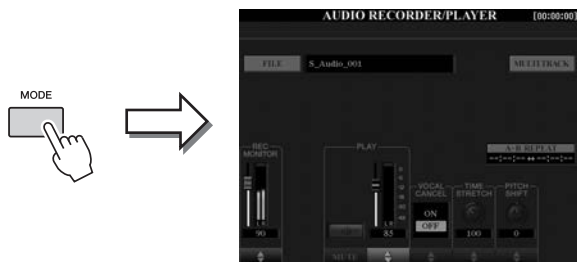 AUDIO RECORDER/PLAYER [00:00:00]
FILE S_Audio_001 MULTITRACK
MODE
A-B REPEAT
--:--:-- ↔ --:--:--
REC MONITOR
PLAY
VOCAL CANCEL
TIME STRETCH
PITCH SHIFT
L R
L R
ON
OFF
90
85
100
0
MUTE